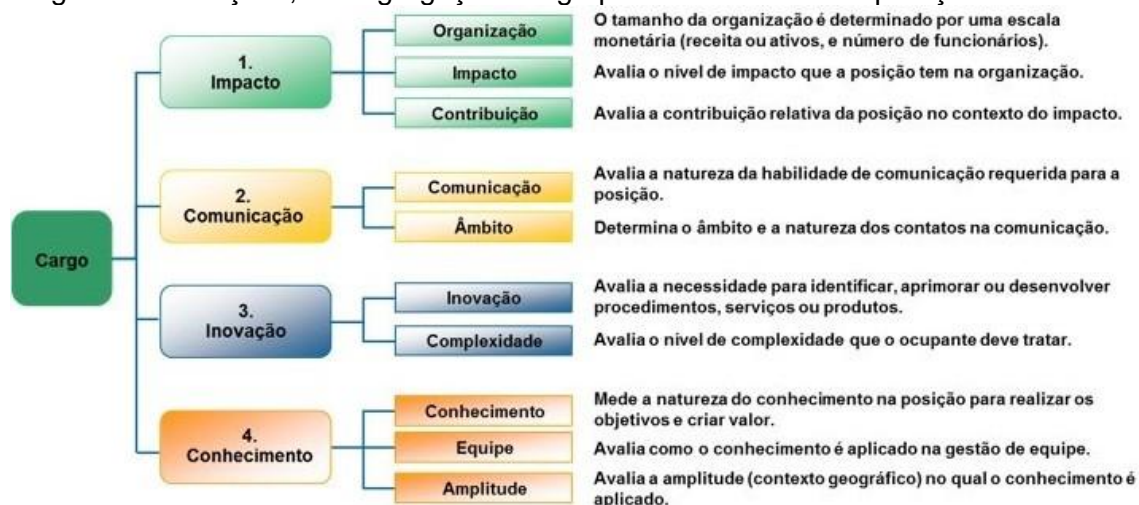 Cargo
1.
Impacto
Organização
O tamanho da organização é determinado por uma escala
monetária (receita ou ativos, e número de funcionários).
Impacto
Avalia o nível de impacto que a posição tem na organização.
Contribuição
Avalia a contribuição relativa da posição no contexto do impacto.
2.
Comunicação
Comunicação
Avalia a natureza da habilidade de comunicação requerida para a
posição.
Âmbito
Determina o âmbito e a natureza dos contatos na comunicação.
3.
Inovação
Inovação
Avalia a necessidade para identificar, aprimorar ou desenvolver
procedimentos, serviços ou produtos.
Complexidade
Avalia o nível de complexidade que o ocupante deve tratar.
4.
Conhecimento
Conhecimento
Mede a natureza do conhecimento na posição para realizar os
objetivos e criar valor.
Equipe
Avalia como o conhecimento é aplicado na gestão de equipe.
Amplitude
Avalia a amplitude (contexto geográfico) no qual o conhecimento é
aplicado.